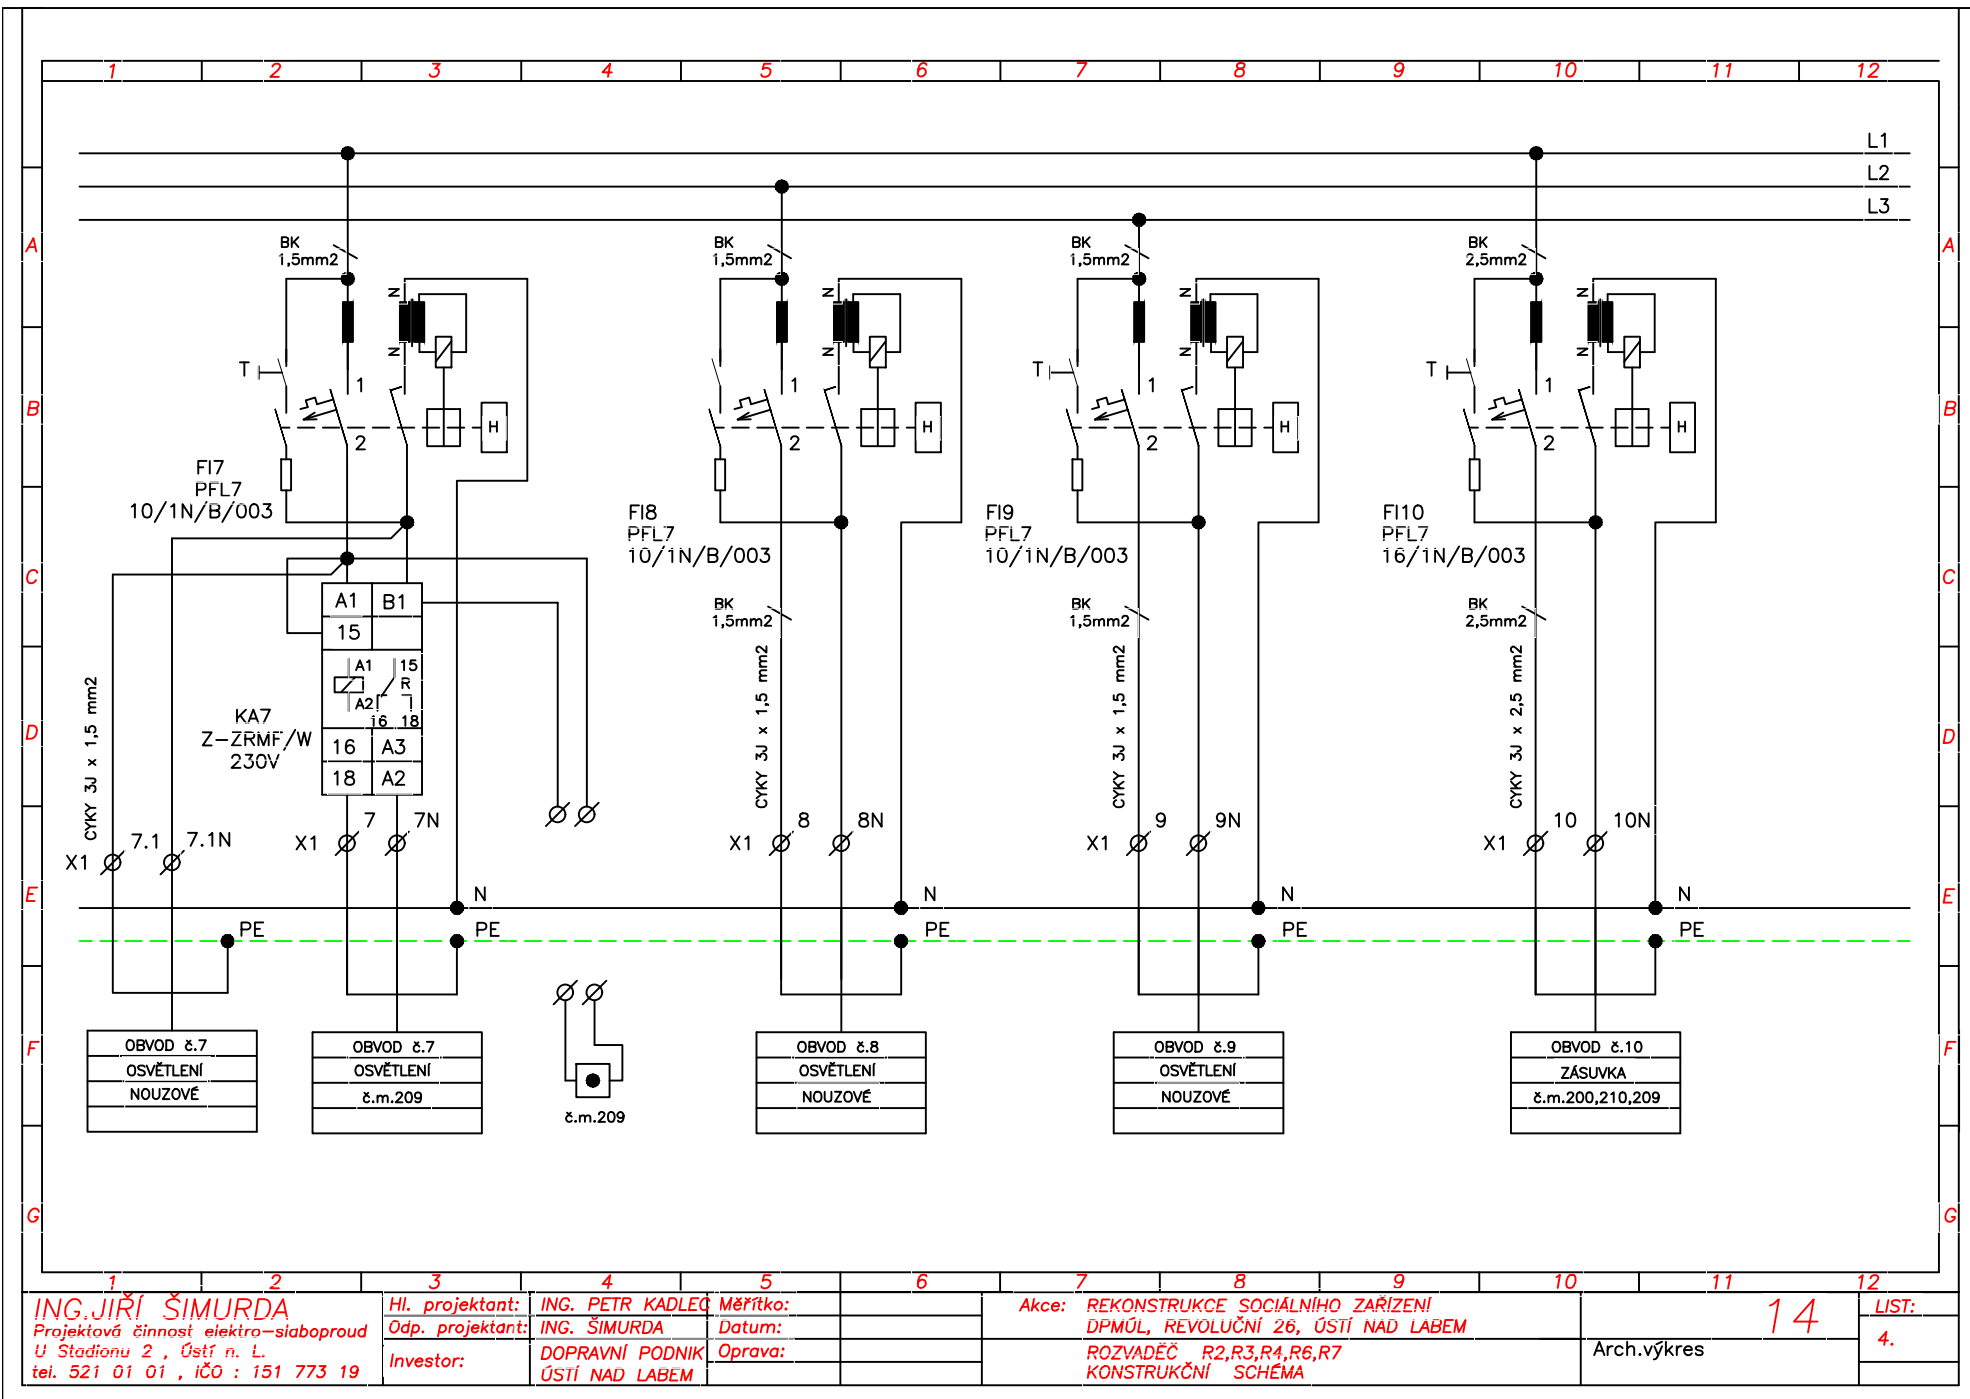 1 2 3 4 5 6 7 8 9 10 11 12
L1
L2
L3
A
A
BK
1,5mm2
BK
1,5mm2
BK
1,5mm2
BK
2,5mm2
N
N
N
N
N
N
N
N
T
T
T
1
1
1
1
B
B
2
2
2
2
H
H
H
H
FI7
PFL7
10/1N/B/003
FI8
PFL7
10/1N/B/003
FI9
PFL7
10/1N/B/003
FI10
PFL7
16/1N/B/003
C
C
A1 B1
15
A1 15
R
A2
16 18
16 A3
18 A2
KA7
Z-ZRMF/W
230V
BK
1,5mm2
BK
1,5mm2
BK
2,5mm2
CYKY 3J x 1,5 mm2
CYKY 3J x 1,5 mm2
CYKY 3J x 1,5 mm2
CYKY 3J x 2,5 mm2
D
D
X1 7.1 7.1N
X1 7 7N
X1 8 8N
X1 9 9N
X1 10 10N
E
E
N
N
N
N
PE
PE
PE
PE
PE
F
F
OBVOD č.7
OSVĚTLENÍ
NOUZOVÉ
OBVOD č.7
OSVĚTLENÍ
č.m.209
č.m.209
OBVOD č.8
OSVĚTLENÍ
NOUZOVÉ
OBVOD č.9
OSVĚTLENÍ
NOUZOVÉ
OBVOD č.10
ZÁSUVKA
č.m.200,210,209
G
G
1 2 3 4 5 6 7 8 9 10 11 12
ING.JIŘÍ ŠIMURDA
Projektová činnost elektro-slaboproud
U Stadionu 2 , Ústí n. L.
tel. 521 01 01 , IČO : 151 773 19
Hl. projektant: ING. PETR KADLEC
Odp. projektant: ING. ŠIMURDA
Investor: DOPRAVNÍ PODNIK
ÚSTÍ NAD LABEM
Měřítko:
Datum:
Oprava:
Akce: REKONSTRUKCE SOCIÁLNÍHO ZAŘÍZENÍ
DPMÚL, REVOLUČNÍ 26, ÚSTÍ NAD LABEM
ROZVADĚČ R2,R3,R4,R6,R7
KONSTRUKČNÍ SCHÉMA
14
Arch.výkres
LIST:
4.